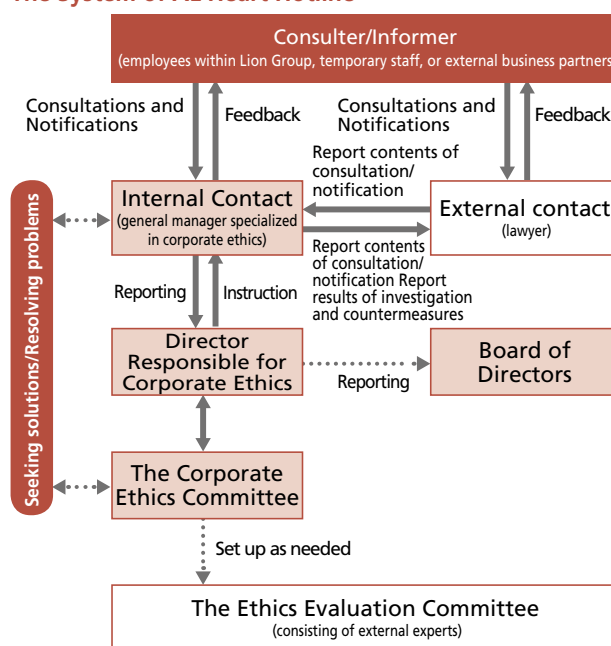 Consulter/Informer
(employees within Lion Group, temporary staff, or external business partners
Consultations and
Notifications
Feedback
Consultations and
Notifications
Feedback
Report contents of
consultation/
notification
Internal Contact
(general manager specialized
in corporate ethics)
External contact
(lawyer)
Report contents
of consultation/
notification Report
results of investigation
and countermeasures
Reporting
Instruction
Seeking solutions/Resolving problems
Director
Responsible for
Corporate Ethics
Reporting
Board of
Directors
The Corporate
Ethics Committee
Set up as needed
The Ethics Evaluation Committee
(consisting of external experts)